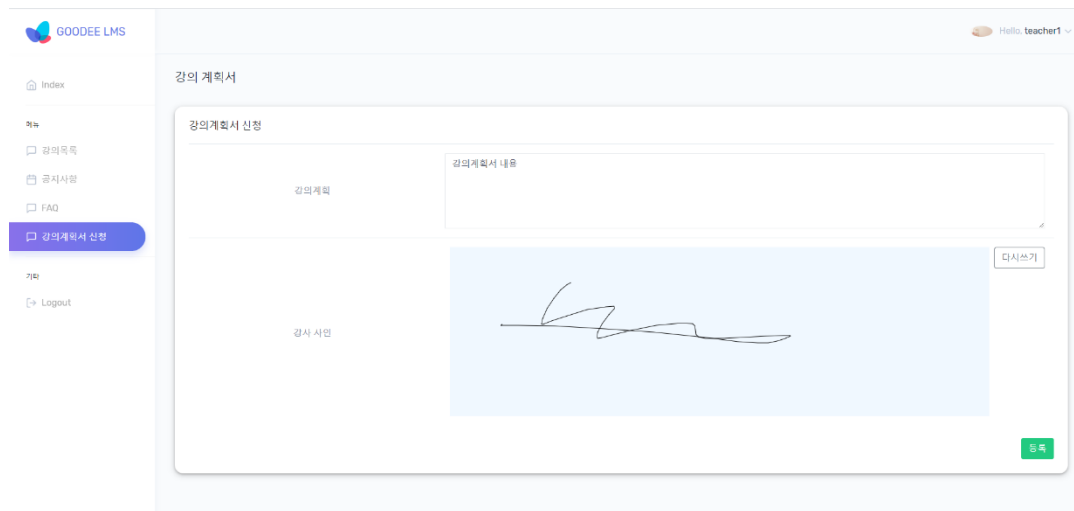 GOODEE LMS
Hello, teacher1
Index
메뉴
강의목록
공지사항
FAQ
강의계획서 신청
기타
Logout
강의 계획서
강의계획서 신청
강의계획
강의계획서 내용
강사 사인
다시쓰기
등록